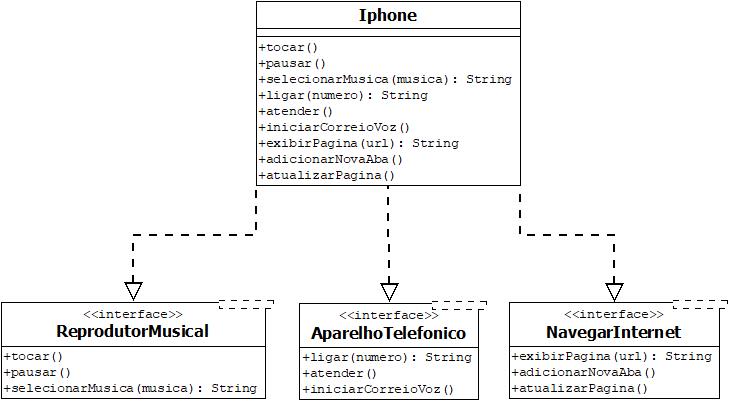 Iphone
+tocar()
+pausar()
+selecionarMusica(musica): String
+ligar(numero): String
+atender()
+iniciarCorreioVoz()
+exibirPagina(url): String
+adicionarNovaAba()
+atualizarPagina()
<<interface>>
ReprodutorMusical
+tocar()
+pausar()
+selecionarMusica(musica): String
<<interface>>
AparelhoTelefonico
+ligar(numero): String
+atender()
+iniciarCorreioVoz()
<<interface>>
NavegarInternet
+exibirPagina(url): String
+adicionarNovaAba()
+atualizarPagina()